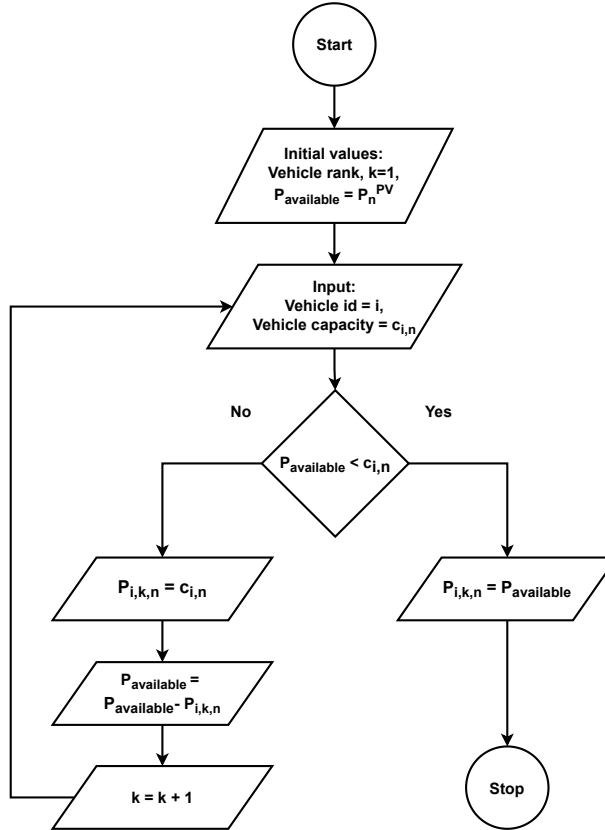 Start
Initial values:
Vehicle rank, k=1,
P_available = P_n^PV
Input:
Vehicle id = i,
Vehicle capacity = c_i,n
No
Yes
P_available < c_i,n
P_i,k,n = c_i,n
P_i,k,n = P_available
P_available =
P_available - P_i,k,n
k = k + 1
Stop